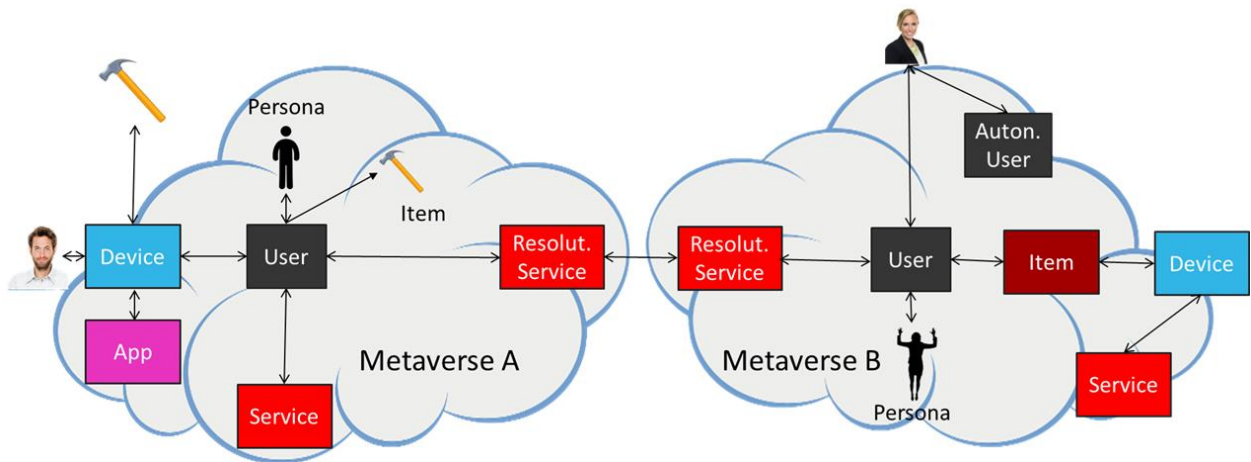 Persona
Item
Device
User
Resolut.
Service
App
Service
Metaverse A
Auton.
User
Resolut.
Service
User
Item
Device
Metaverse B
Persona
Service